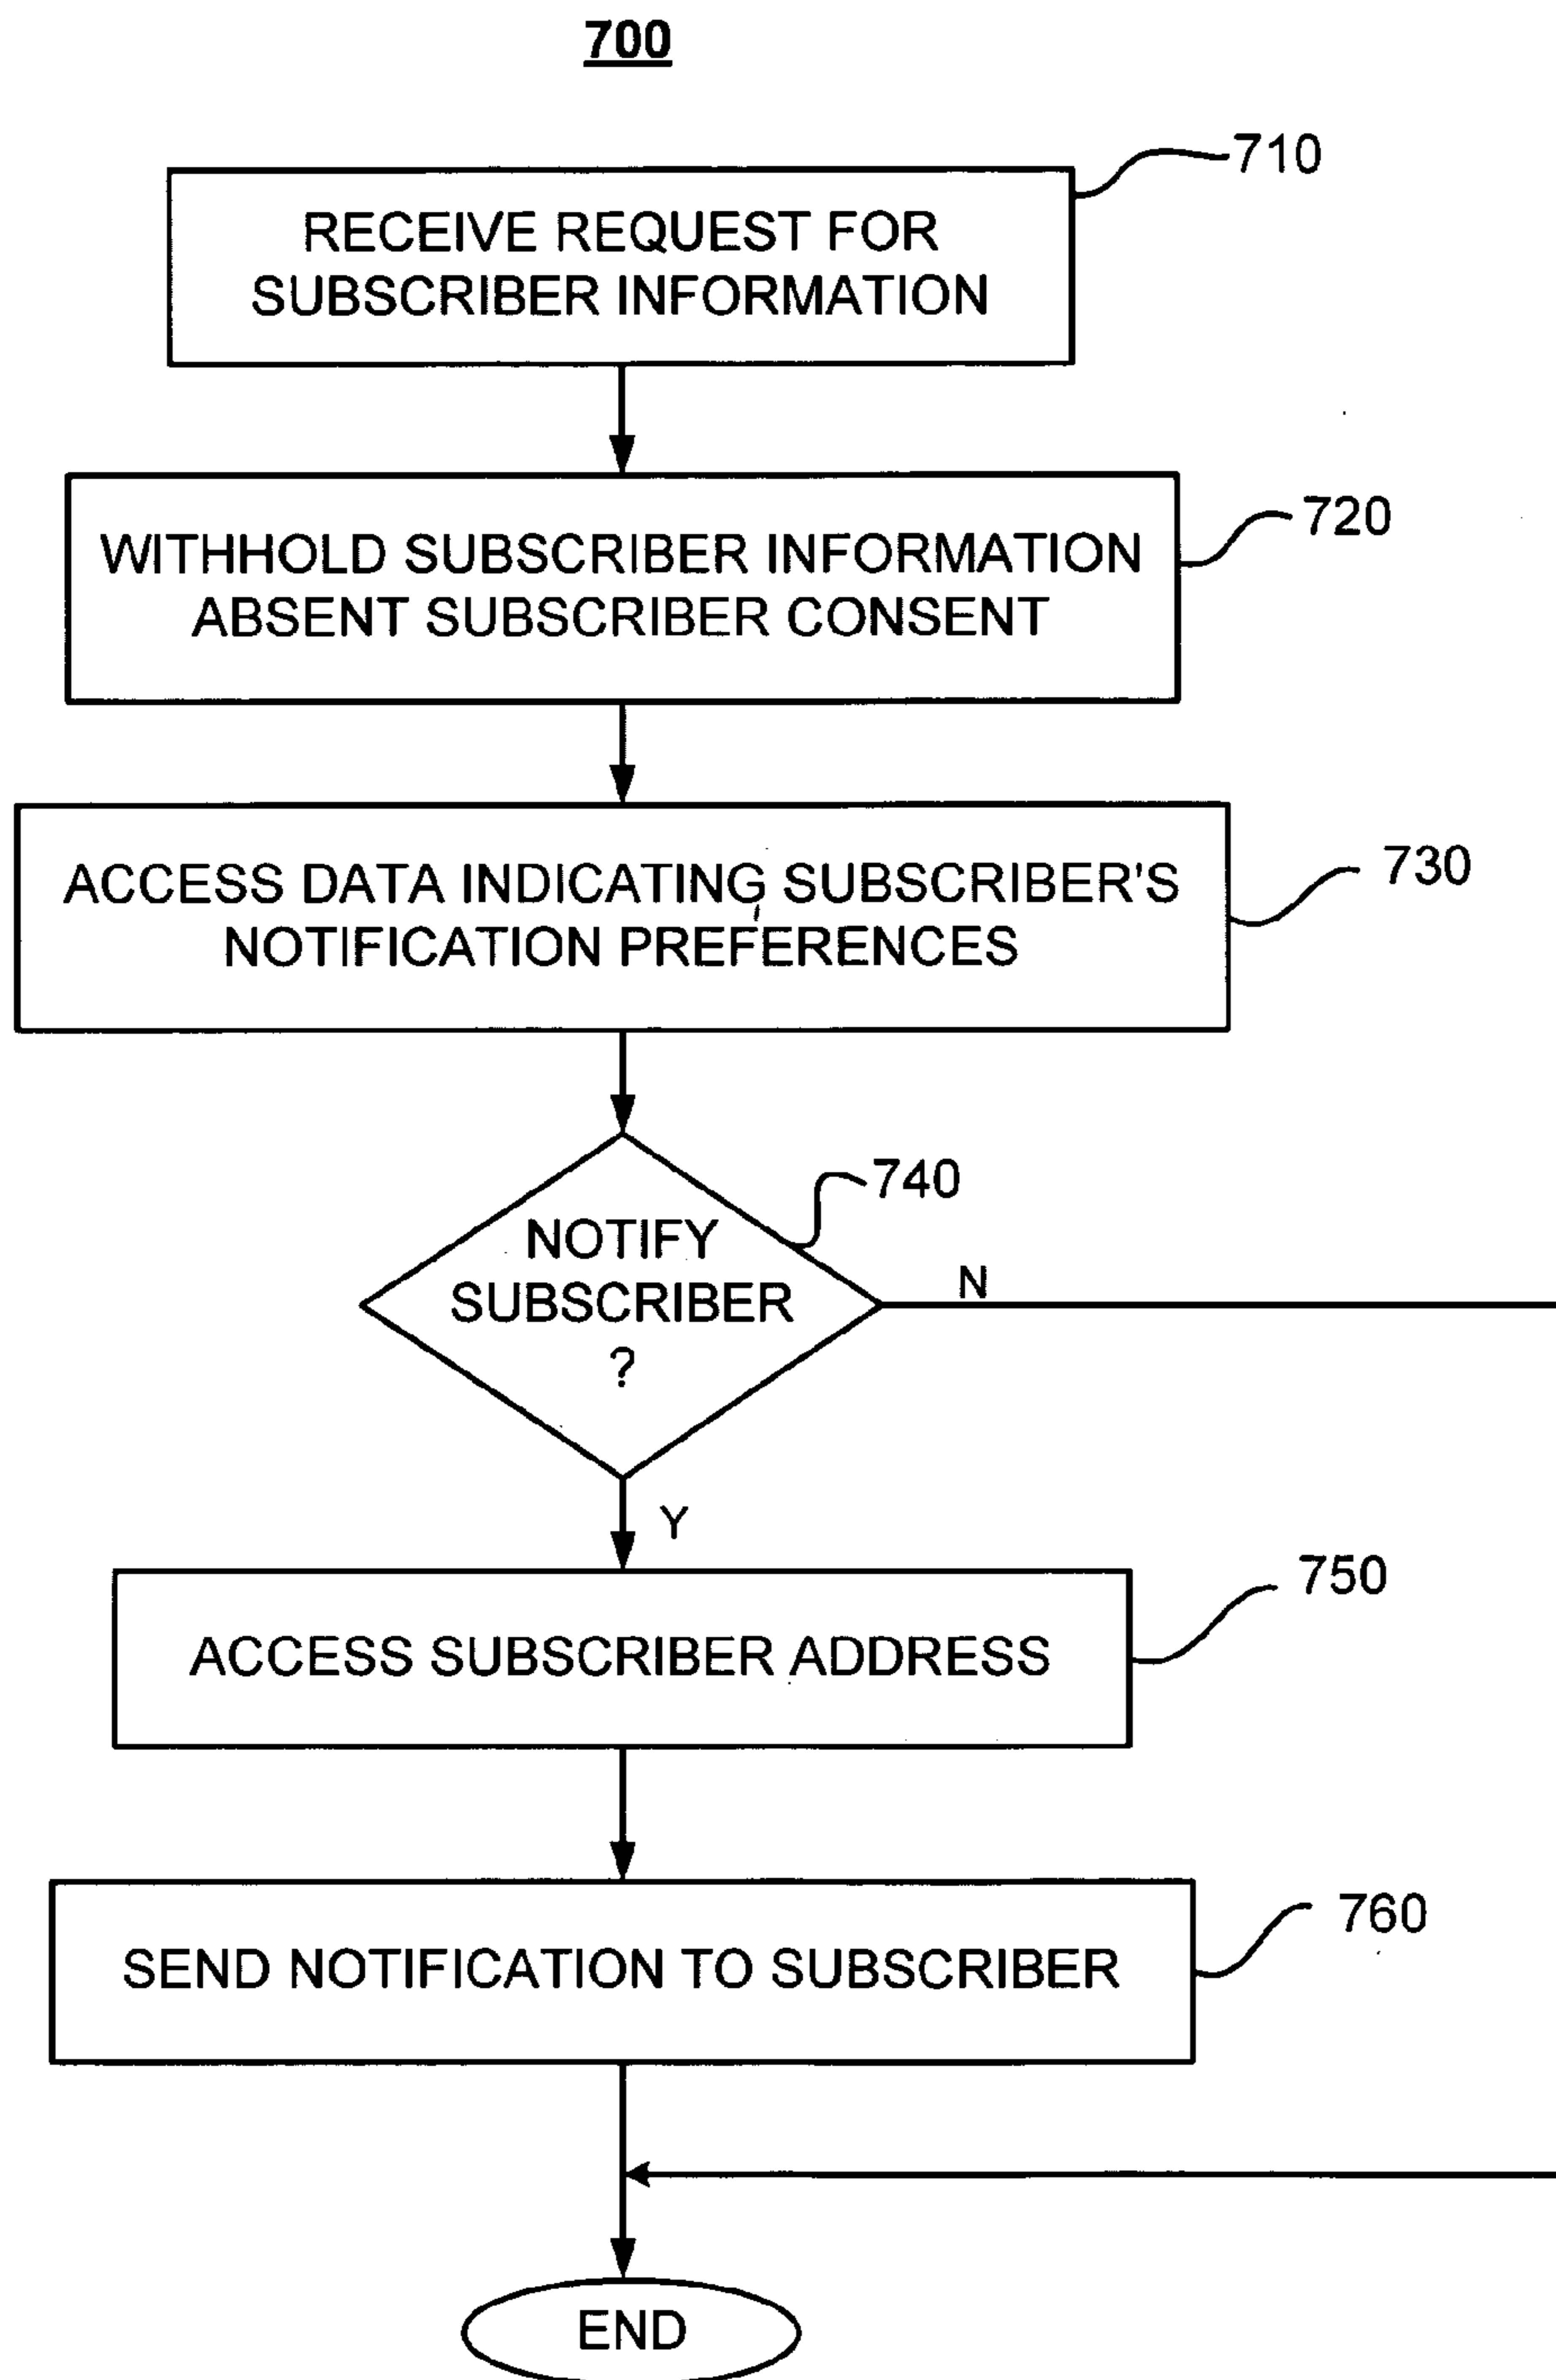 700
710
RECEIVE REQUEST FOR
SUBSCRIBER INFORMATION
720
WITHHOLD SUBSCRIBER INFORMATION
ABSENT SUBSCRIBER CONSENT
730
ACCESS DATA INDICATING SUBSCRIBER'S
NOTIFICATION PREFERENCES
740
NOTIFY
SUBSCRIBER
?
N
Y
750
ACCESS SUBSCRIBER ADDRESS
760
SEND NOTIFICATION TO SUBSCRIBER
END